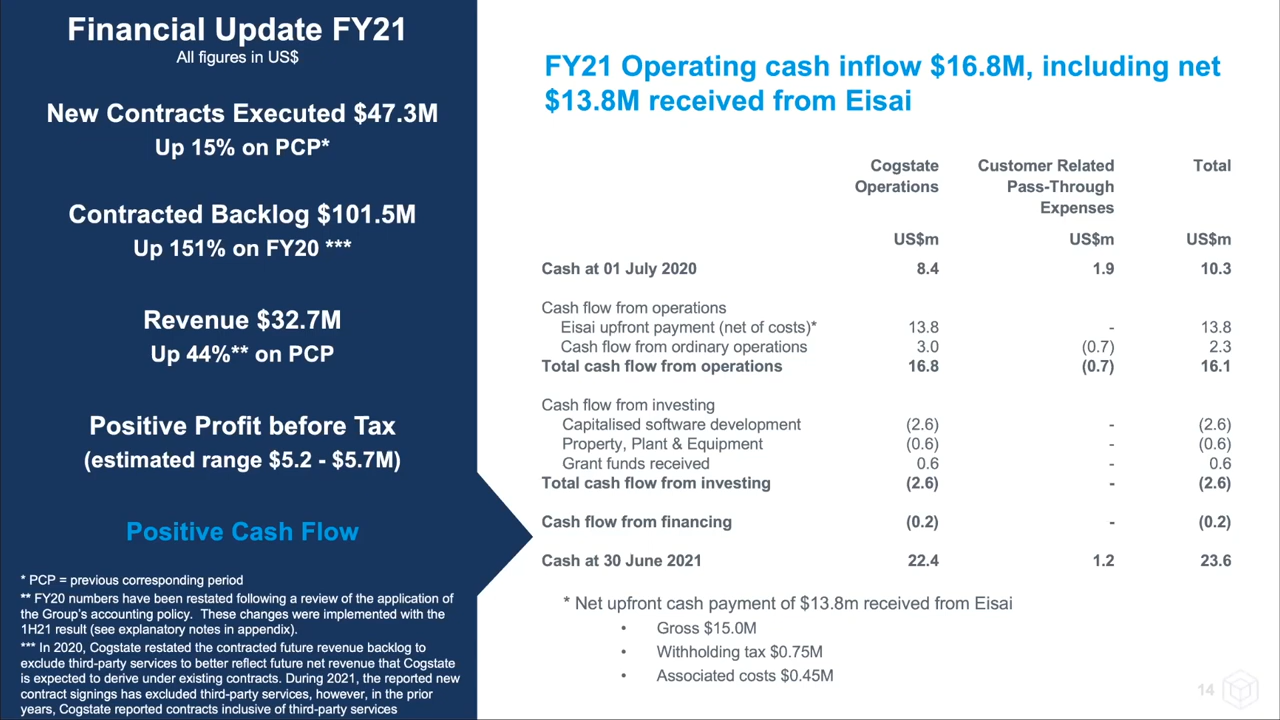 Financial Update FY21
All figures in US$
New Contracts Executed $47.3M
Up 15% on PCP*
Contracted Backlog $101.5M
Up 151% on FY20 ***
Revenue $32.7M
Up 44%** on PCP
Positive Profit before Tax
(estimated range $5.2 - $5.7M)
Positive Cash Flow
* PCP = previous corresponding period
** FY20 numbers have been restated following a review of the application of
the Group's accounting policy. These changes were implemented with the
1H21 result (see explanatory notes in appendix).
*** In 2020, Cogstate restated the contracted future revenue backlog to
exclude third-party services to better reflect future net revenue that Cogstate
is expected to derive under existing contracts. During 2021, the reported new
contract signings has excluded third-party services, however, in the prior
years, Cogstate reported contracts inclusive of third-party services
FY21 Operating cash inflow $16.8M, including net
$13.8M received from Eisai
Cogstate Customer Related Total
Operations Pass-Through
Expenses
US$m US$m US$m
Cash at 01 July 2020 8.4 1.9 10.3
Cash flow from operations
Eisai upfront payment (net of costs)* 13.8 - 13.8
Cash flow from ordinary operations 3.0 (0.7) 2.3
Total cash flow from operations 16.8 (0.7) 16.1
Cash flow from investing
Capitalised software development (2.6) - (2.6)
Property, Plant & Equipment (0.6) - (0.6)
Grant funds received 0.6 - 0.6
Total cash flow from investing (2.6) - (2.6)
Cash flow from financing (0.2) - (0.2)
Cash at 30 June 2021 22.4 1.2 23.6
* Net upfront cash payment of $13.8m received from Eisai
• Gross $15.0M
• Withholding tax $0.75M
• Associated costs $0.45M
14